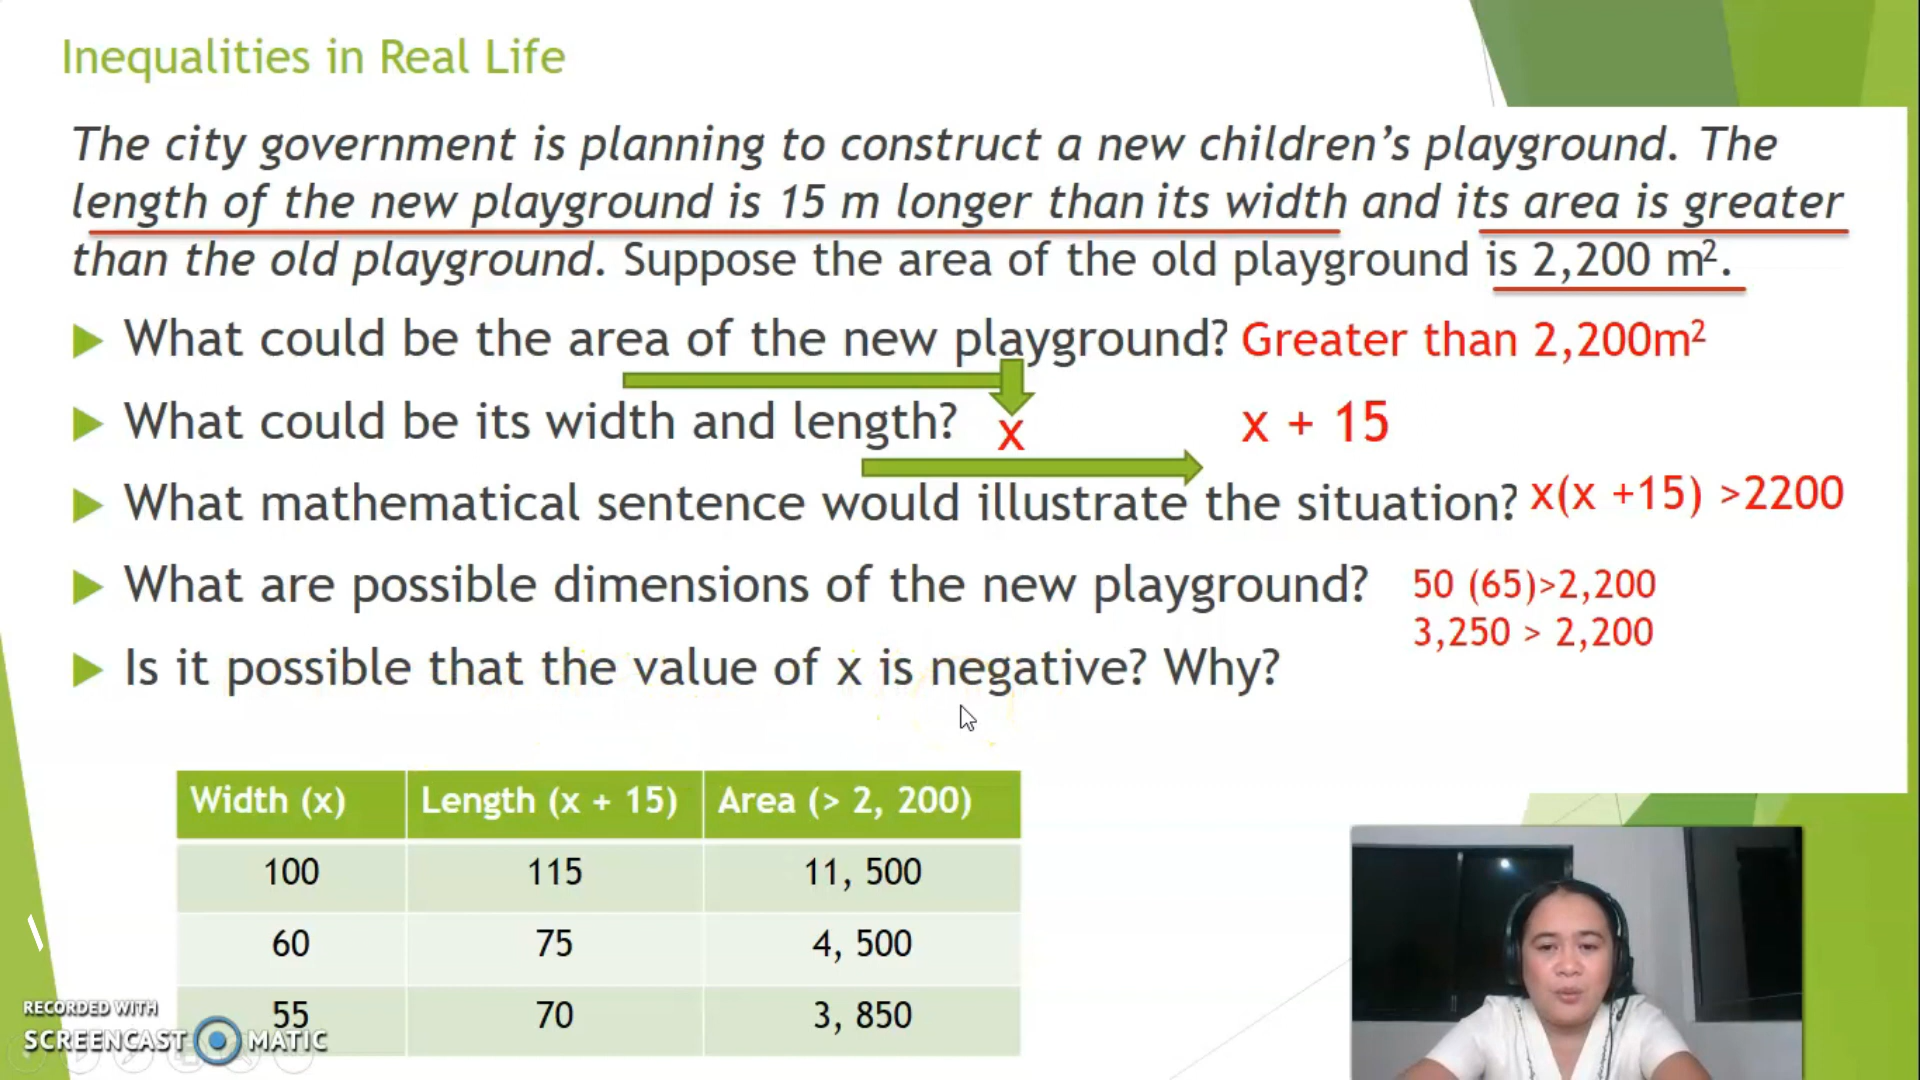 Inequalities in Real Life
The city government is planning to construct a new children's playground. The
length of the new playground is 15 m longer than its width and its area is greater
than the old playground. Suppose the area of the old playground is 2,200 m².
What could be the area of the new playground? Greater than 2,200m²
What could be its width and length? x x + 15
What mathematical sentence would illustrate the situation? x(x +15) >2200
What are possible dimensions of the new playground? 50 (65)>2,200
3,250 > 2,200
Is it possible that the value of x is negative? Why?
Width (x) Length (x + 15) Area (> 2, 200)
100 115 11, 500
60 75 4, 500
55 70 3, 850
RECORDED WITH
SCREENCAST MATIC